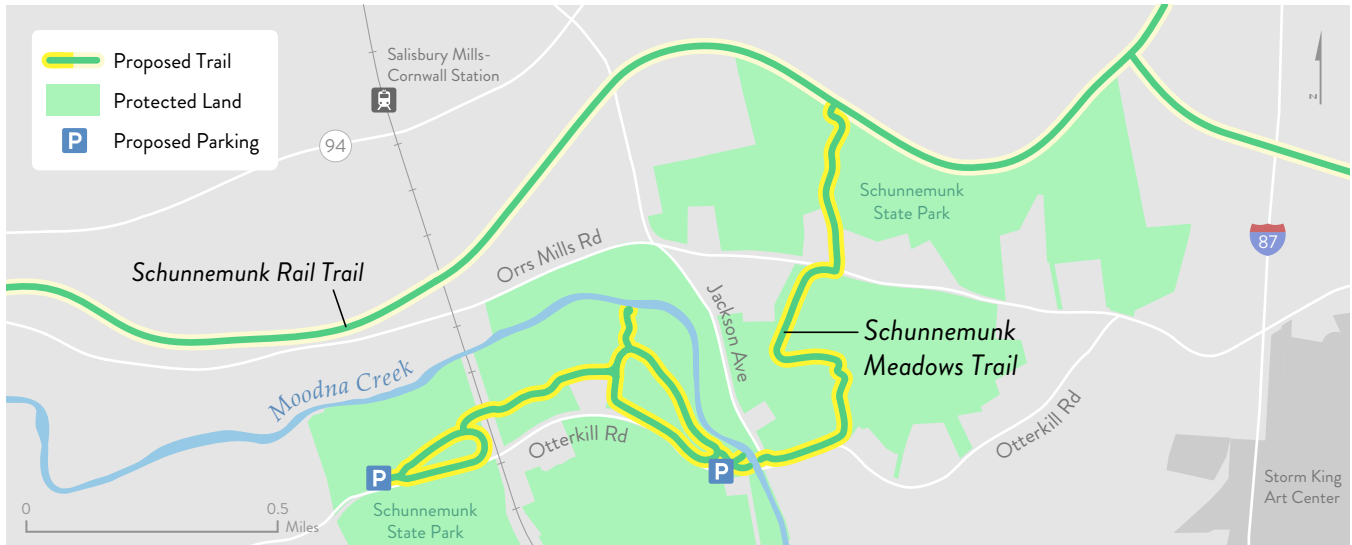 Proposed Trail
Protected Land
P
Proposed Parking
Salisbury Mills-
Cornwall Station
94
N
Schunnemunk
State Park
87
Orrs Mills Rd
Schunnemunk Rail Trail
Jackson Ave
Schunnemunk
Meadows Trail
Moodna Creek
Otterkill Rd
Otterkill Rd
P
P
Storm King
Art Center
Schunnemunk
State Park
0
0.5
Miles